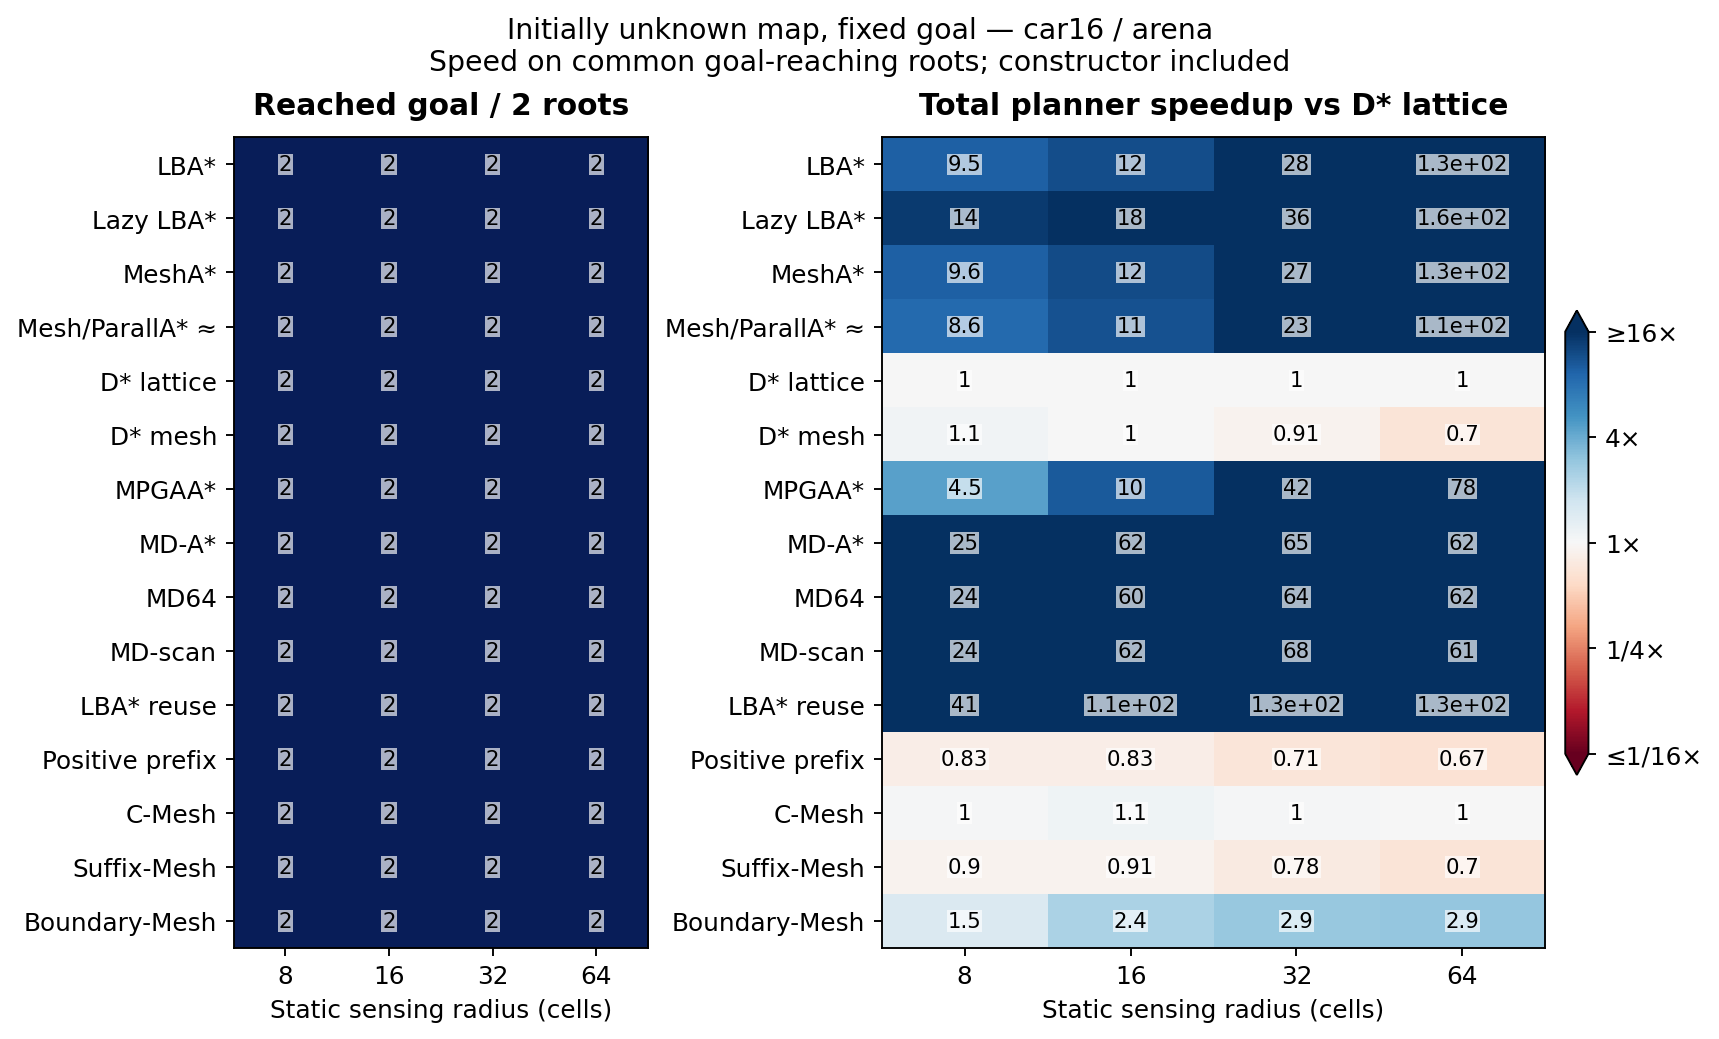 Initially unknown map, fixed goal — car16 / arena
Speed on common goal-reaching roots; constructor included
Reached goal / 2 roots
LBA* 2 2 2 2
Lazy LBA* 2 2 2 2
MeshA* 2 2 2 2
Mesh/ParallA* ≈ 2 2 2 2
D* lattice 2 2 2 2
D* mesh 2 2 2 2
MPGAA* 2 2 2 2
MD-A* 2 2 2 2
MD64 2 2 2 2
MD-scan 2 2 2 2
LBA* reuse 2 2 2 2
Positive prefix 2 2 2 2
C-Mesh 2 2 2 2
Suffix-Mesh 2 2 2 2
Boundary-Mesh 2 2 2 2
8 16 32 64
Static sensing radius (cells)
Total planner speedup vs D* lattice
LBA* 9.5 12 28 1.3e+02
Lazy LBA* 14 18 36 1.6e+02
MeshA* 9.6 12 27 1.3e+02
Mesh/ParallA* ≈ 8.6 11 23 1.1e+02
D* lattice 1 1 1 1
D* mesh 1.1 1 0.91 0.7
MPGAA* 4.5 10 42 78
MD-A* 25 62 65 62
MD64 24 60 64 62
MD-scan 24 62 68 61
LBA* reuse 41 1.1e+02 1.3e+02 1.3e+02
Positive prefix 0.83 0.83 0.71 0.67
C-Mesh 1 1.1 1 1
Suffix-Mesh 0.9 0.91 0.78 0.7
Boundary-Mesh 1.5 2.4 2.9 2.9
8 16 32 64
Static sensing radius (cells)
≥16×
4×
1×
1/4×
≤1/16×